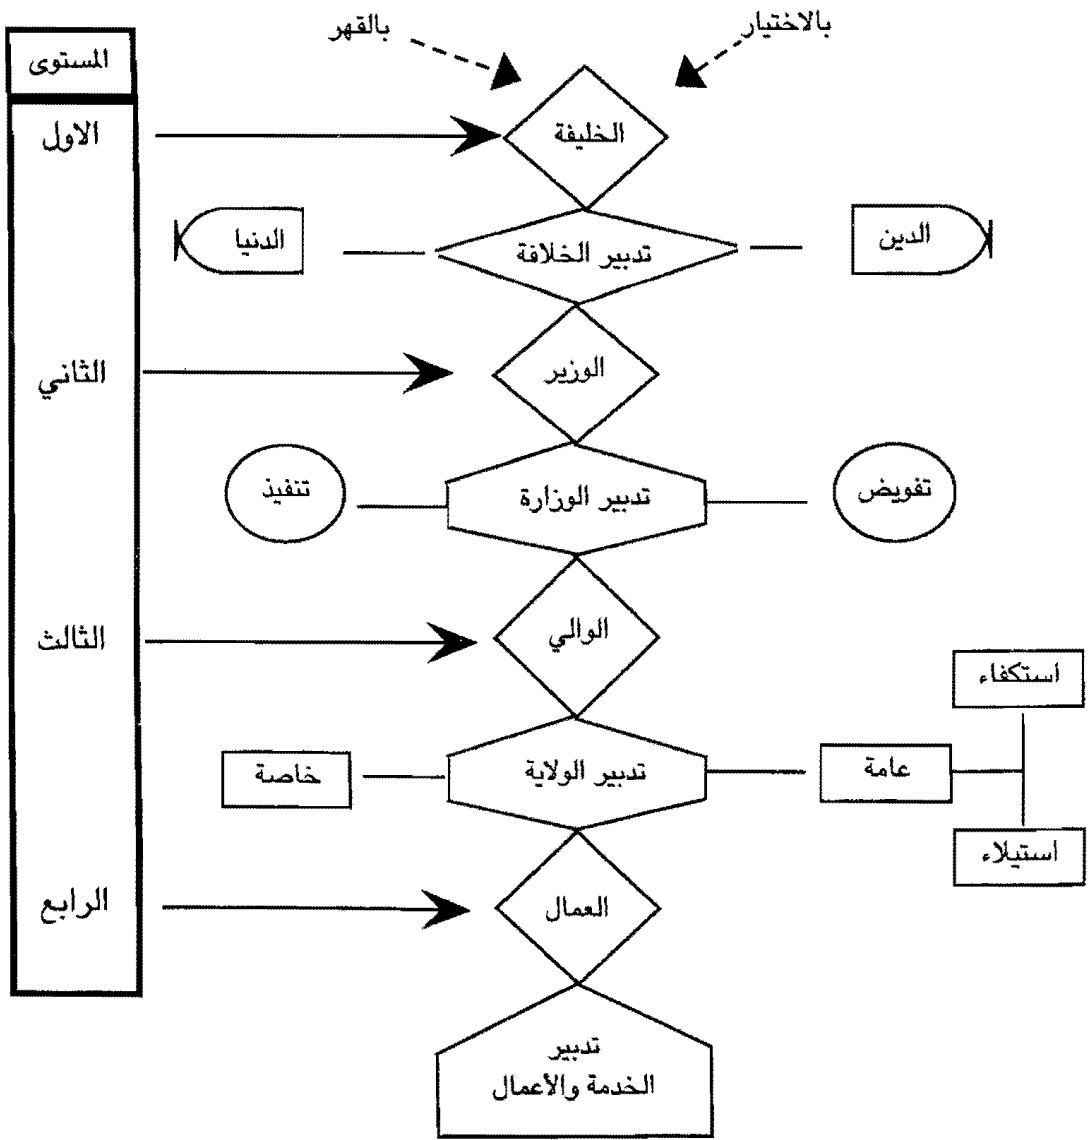 بالاختيار
بالقهر
المستوى
الاول
الخليفة
الدين
تدبير الخلافة
الدنيا
الثاني
الوزير
تفويض
تدبير الوزارة
تنفيذ
الثالث
الوالي
استكفاء
عامة
تدبير الولاية
خاصة
استيلاء
الرابع
العمال
تدبير
الخدمة والأعمال